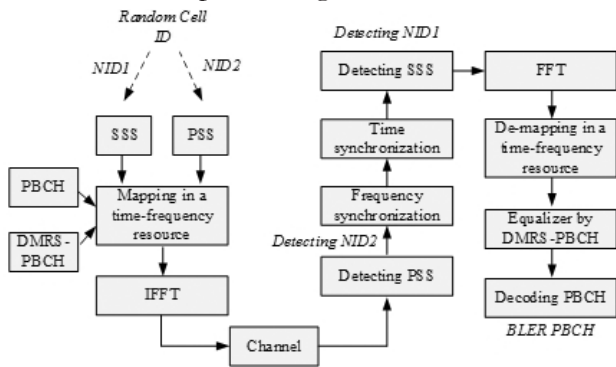 Random Cell
ID
NID1
NID2
SSS
PSS
PBCH
DMRS-
PBCH
Mapping in a
time-frequency
resource
IFFT
Channel
Detecting PSS
Detecting NID2
Frequency
synchronization
Time
synchronization
Detecting SSS
Detecting NID1
FFT
De-mapping in a
time-frequency
resource
Equalizer by
DMRS-PBCH
Decoding PBCH
BLER PBCH